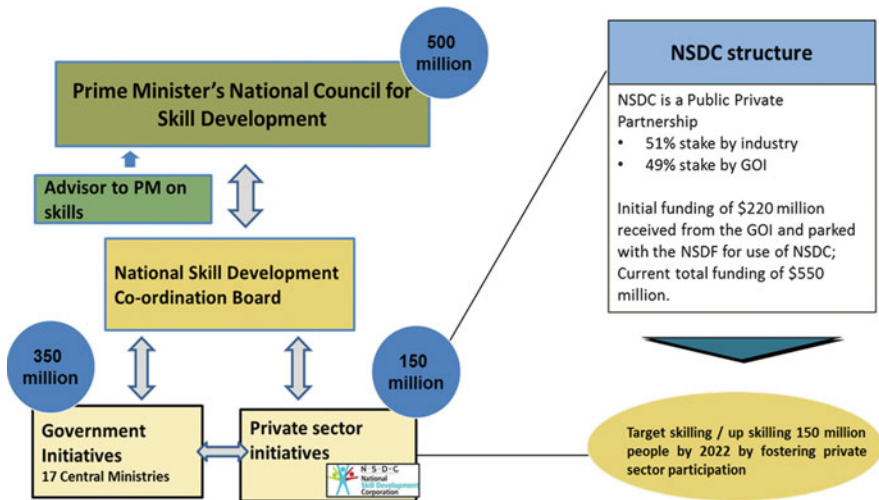 500
million
Prime Minister's National Council for
Skill Development
Advisor to PM on
skills
National Skill Development
Co-ordination Board
350
million
150
million
Government
Initiatives
17 Central Ministries
Private sector
initiatives
N·S·D·C
National
Skill Development
Corporation
NSDC structure
NSDC is a Public Private
Partnership
• 51% stake by industry
• 49% stake by GOI
Initial funding of $220 million
received from the GOI and parked
with the NSDF for use of NSDC;
Current total funding of $550
million.
Target skilling / up skilling 150 million
people by 2022 by fostering private
sector participation